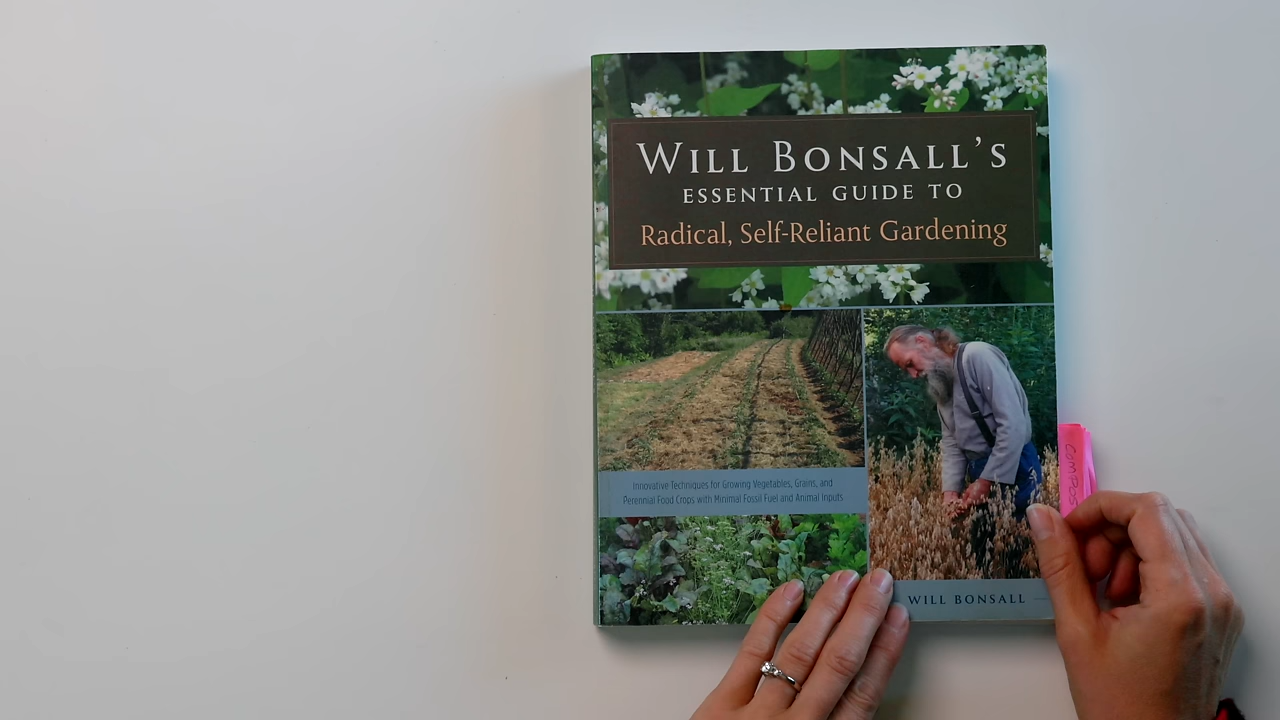 WILL BONSALL'S
ESSENTIAL GUIDE TO
Radical, Self-Reliant Gardening
Innovative Techniques for Growing Vegetables, Grains, and
Perennial Food Crops with Minimal Fossil Fuel and Animal Inputs
WILL BONSALL